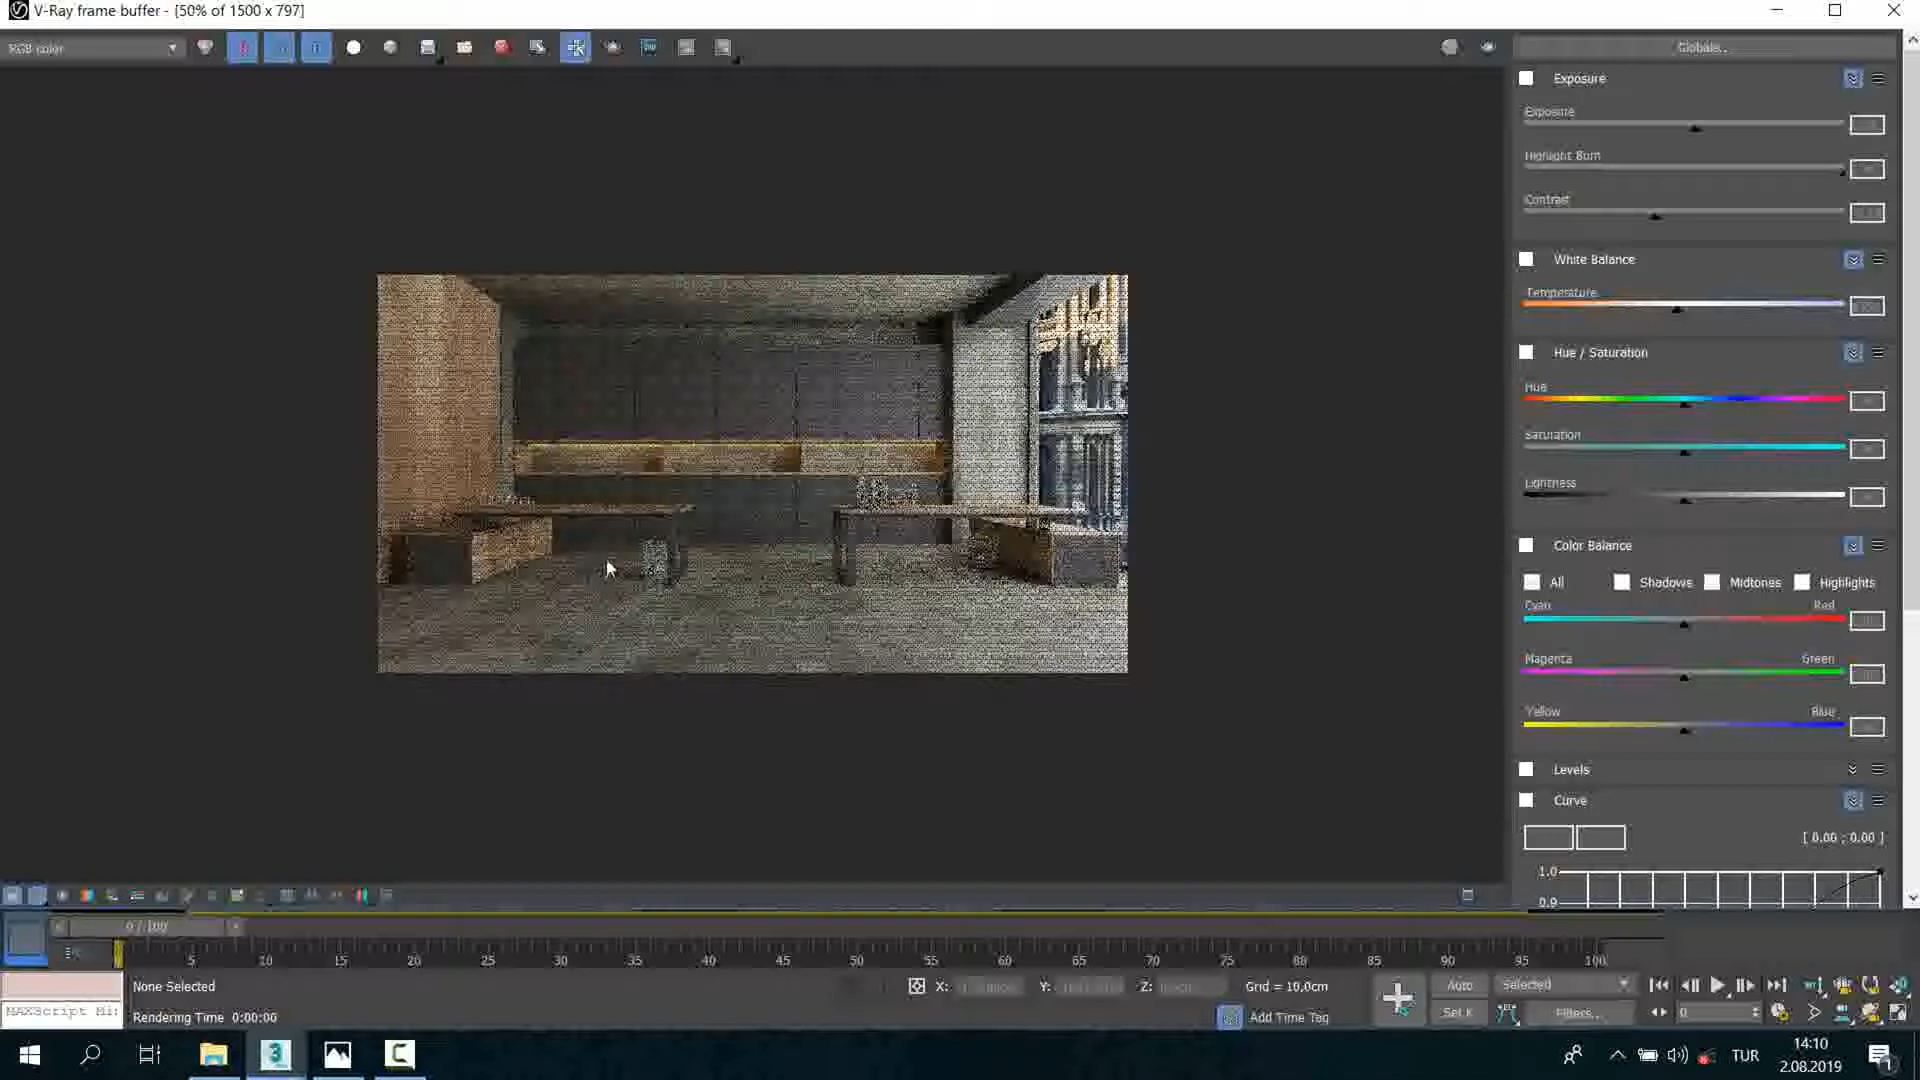 V-Ray frame buffer - [50% of 1500 x 797]
RGB color
Globals...
Exposure
Exposure
Highlight Burn
Contrast
White Balance
Temperature
Hue / Saturation
Hue
Saturation
Lightness
Color Balance
All Shadows Midtones Highlights
Cyan Red
Magenta Green
Yellow Blue
Levels
Curve
[ 0.00 ; 0.00 ]
1.0
0.9
0 / 100
5 10 15 20 25 30 35 40 45 50 55 60 65 70 75 80 85 90 95 100
None Selected
X: Y: Z: Grid = 10,0cm
Auto Selected
MAXScript Mi:
Rendering Time 0:00:00
Add Time Tag
Set K Filters... 0
TUR
14:10
2.08.2019